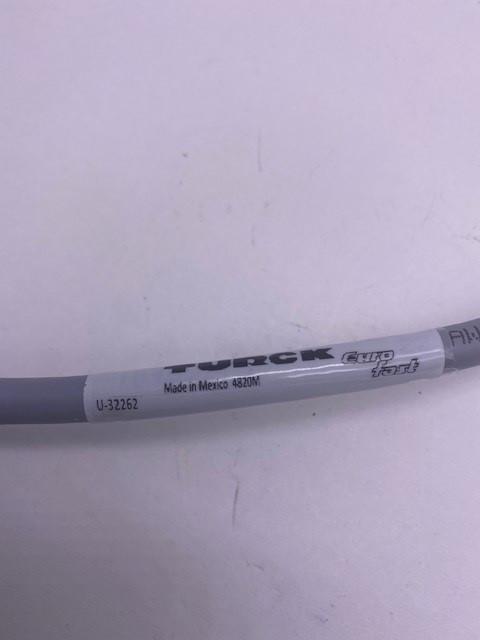 TURCK Euro fast
Made in Mexico 4820M
U-32262